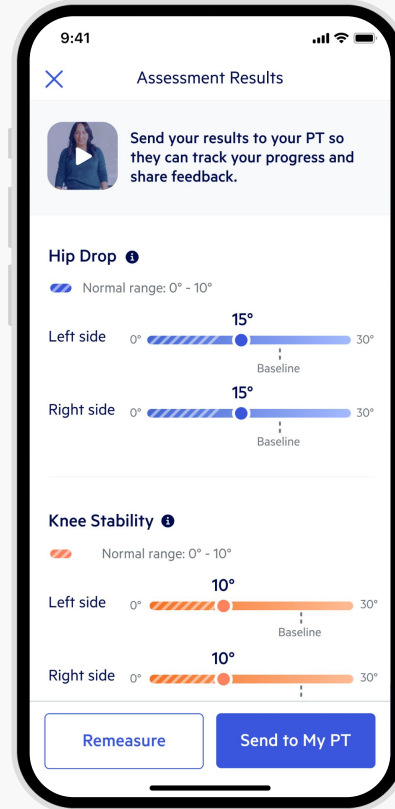 9:41
Assessment Results
Send your results to your PT so
they can track your progress and
share feedback.
Hip Drop
Normal range: 0° - 10°
15°
Left side 0° 30°
Baseline
15°
Right side 0° 30°
Baseline
Knee Stability
Normal range: 0° - 10°
10°
Left side 0° 30°
Baseline
10°
Right side 0° 30°
Remeasure
Send to My PT